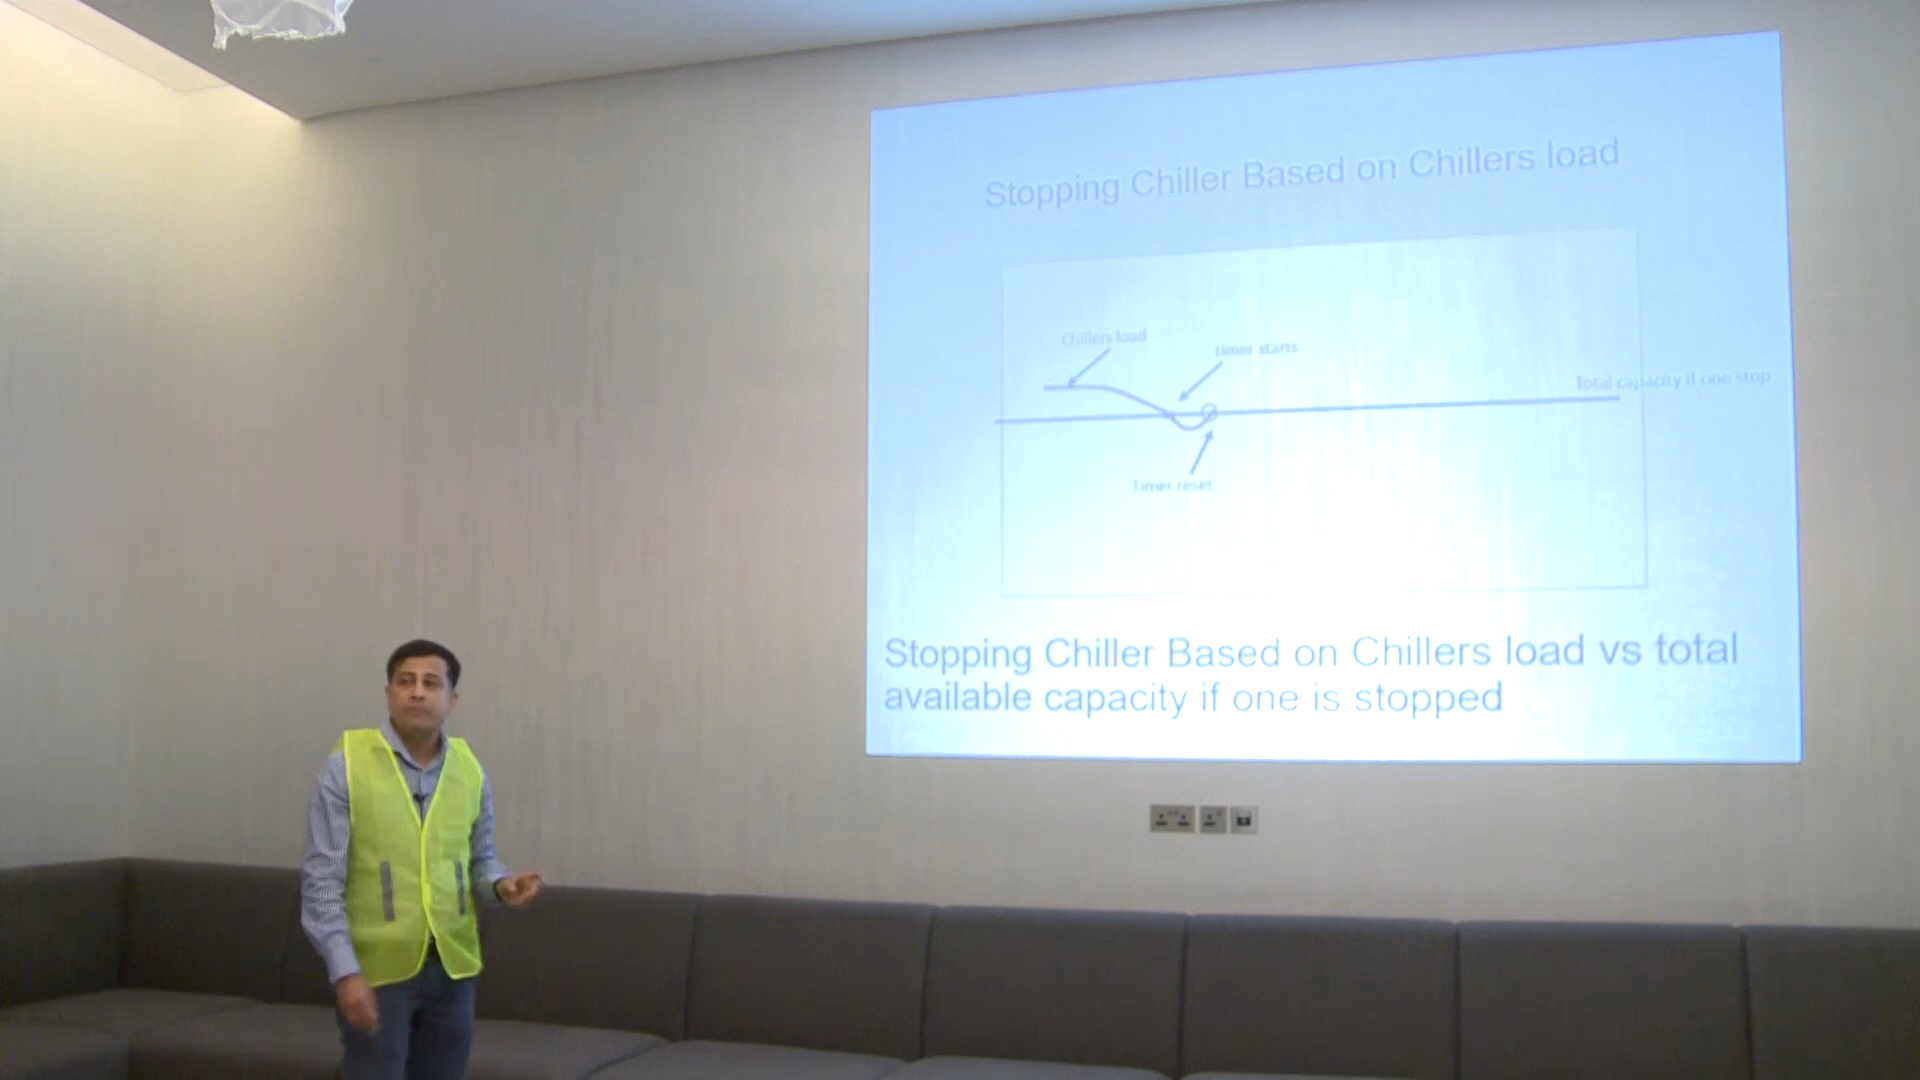 Stopping Chiller Based on Chillers load
Chillers load
timer starts
Total capacity if one stop
Timer reset
Stopping Chiller Based on Chillers load vs total
available capacity if one is stopped